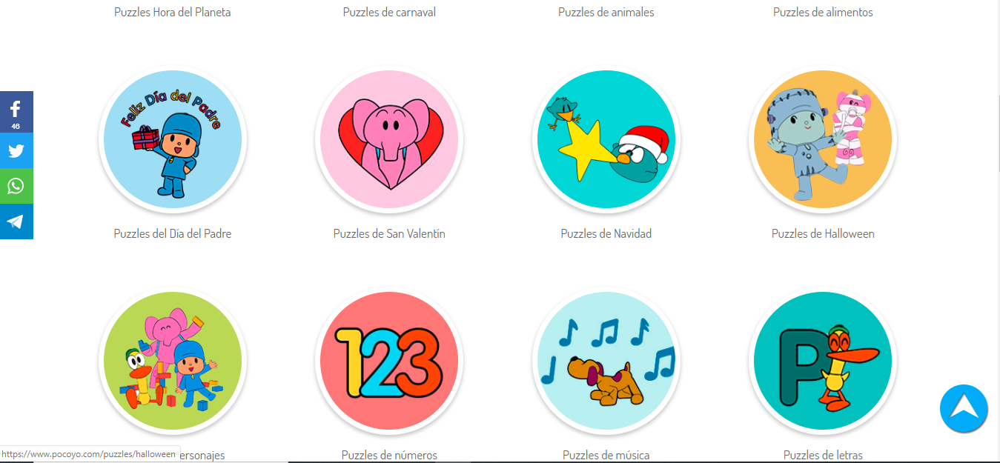 Puzzles Hora del Planeta
Puzzles de carnaval
Puzzles de animales
Puzzles de alimentos
46
Feliz Día del Padre
Puzzles del Día del Padre
Puzzles de San Valentín
Puzzles de Navidad
Puzzles de Halloween
123
P
https://www.pocoyo.com/puzzles/halloween
ersonajes
Puzzles de números
Puzzles de música
Puzzles de letras